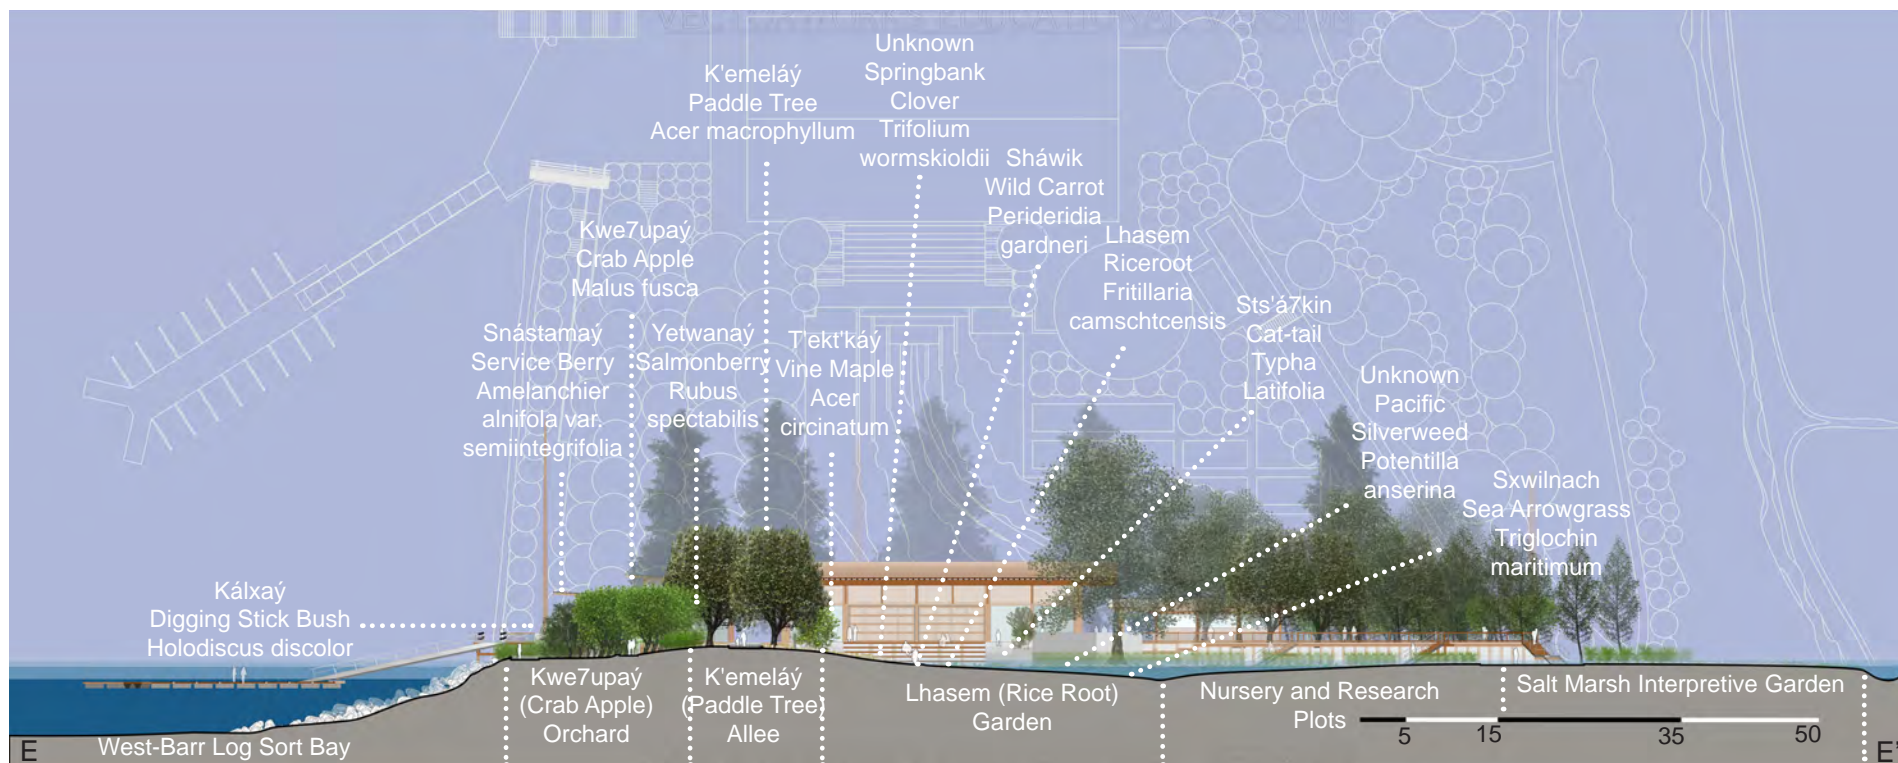 K'emeláý
Paddle Tree
Acer macrophyllum
Unknown
Springbank
Clover
Trifolium
wormskioldii
Sháwik
Wild Carrot
Perideridia
gardneri
Kwe7upaý
Crab Apple
Malus fusca
Lhasem
Riceroot
Fritillaria
camschtcensis
Snástamaý
Service Berry
Amelanchier
alnifola var.
semiintegrifolia
Yetwanaý
Salmonberry
Rubus
spectabilis
T'ekt'káý
Vine Maple
Acer
circinatum
Sts'á7kin
Cat-tail
Typha
Latifolia
Unknown
Pacific
Silverweed
Potentilla
anserina
Sxwilnach
Sea Arrowgrass
Triglochin
maritimum
Kálxaý
Digging Stick Bush
Holodiscus discolor
Kwe7upaý
(Crab Apple)
Orchard
K'emeláý
(Paddle Tree)
Allee
Lhasem (Rice Root)
Garden
Nursery and Research
Plots
Salt Marsh Interpretive Garden
5 15 35 50
E West-Barr Log Sort Bay
E'